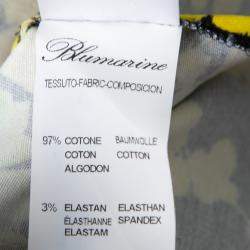 Blumarine
TESSUTO-FABRIC-COMPOSICION
97% COTONE BAUMWOLLE
COTON COTTON
ALGODON
3% ELASTAN ELASTHAN
ÉLASTHANNE SPANDEX
ELASTAM